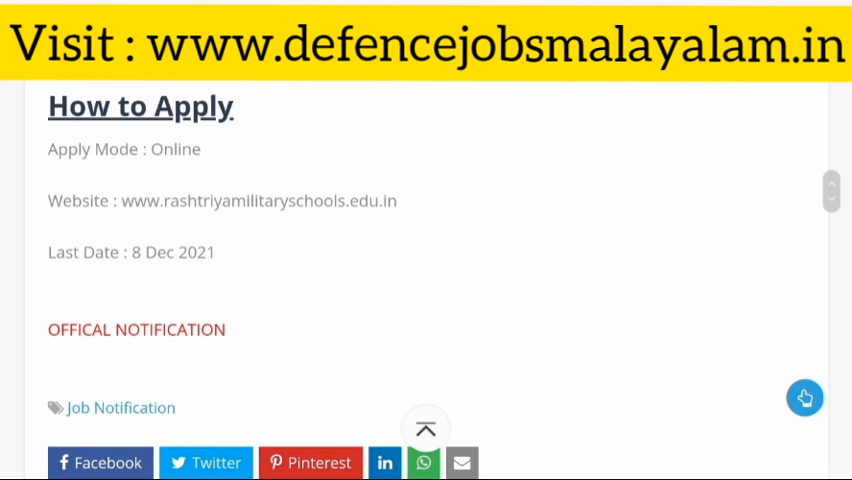 Visit : www.defencejobsmalayalam.in
How to Apply
Apply Mode : Online
Website : www.rashtriyamilitaryschools.edu.in
Last Date : 8 Dec 2021
OFFICAL NOTIFICATION
Job Notification
Facebook Twitter Pinterest in